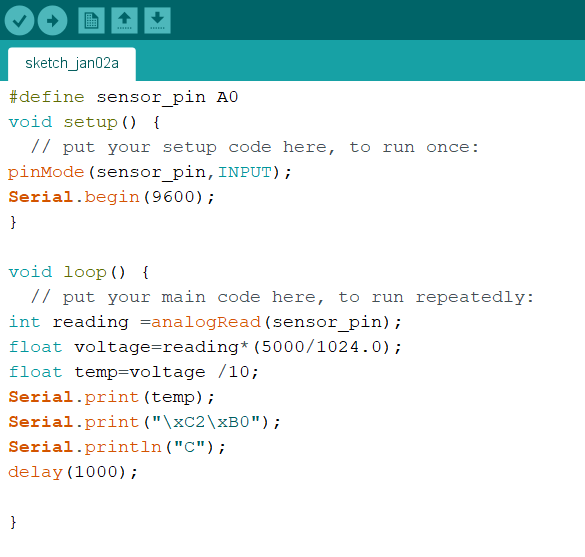 sketch_jan02a
#define sensor_pin A0
void setup() {
  // put your setup code here, to run once:
pinMode(sensor_pin,INPUT);
Serial.begin(9600);
}

void loop() {
  // put your main code here, to run repeatedly:
int reading =analogRead(sensor_pin);
float voltage=reading*(5000/1024.0);
float temp=voltage /10;
Serial.print(temp);
Serial.print("\xC2\xB0");
Serial.println("C");
delay(1000);

}